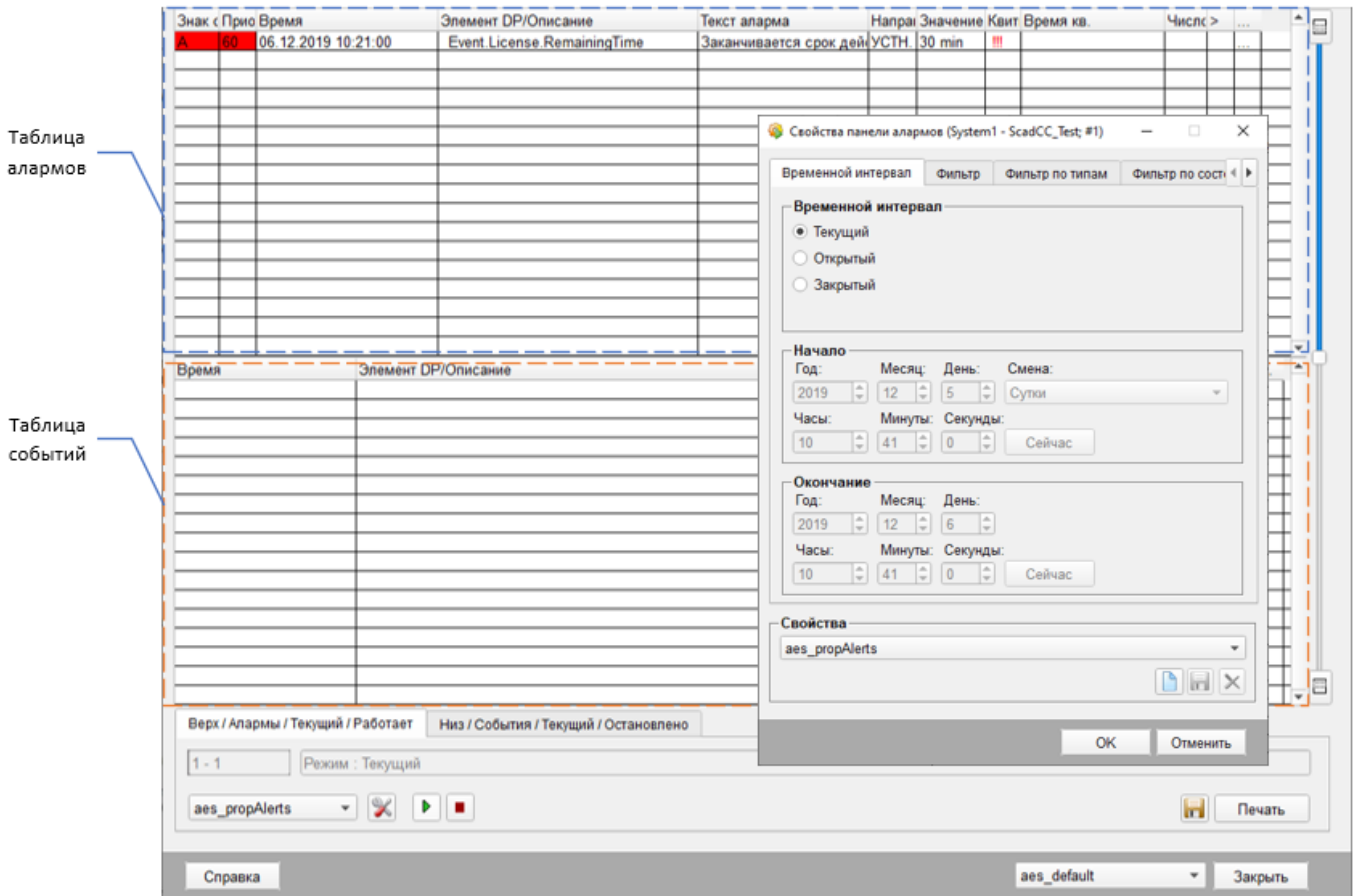 Знак с Прио Время Элемент DP/Описание Текст аларма Напра Значение Квит Время кв. Числс > ...
A 60 06.12.2019 10:21:00 Event.License.RemainingTime Заканчивается срок дей УСТН. 30 min !!! ...
Таблица
алармов
Свойства панели алармов (System1 - ScadCC_Test; #1)
Временной интервал Фильтр Фильтр по типам Фильтр по сост
Временной интервал
Текущий
Открытый
Закрытый
Начало
Год: Месяц: День: Смена:
2019 12 5 Сутки
Часы: Минуты: Секунды:
10 41 0 Сейчас
Окончание
Год: Месяц: День:
2019 12 6
Часы: Минуты: Секунды:
10 41 0 Сейчас
Свойства
aes_propAlerts
OK Отменить
Время Элемент DP/Описание
Таблица
событий
Верх / Алармы / Текущий / Работает Низ / События / Текущий / Остановлено
1 - 1 Режим : Текущий
aes_propAlerts Печать
Справка aes_default Закрыть